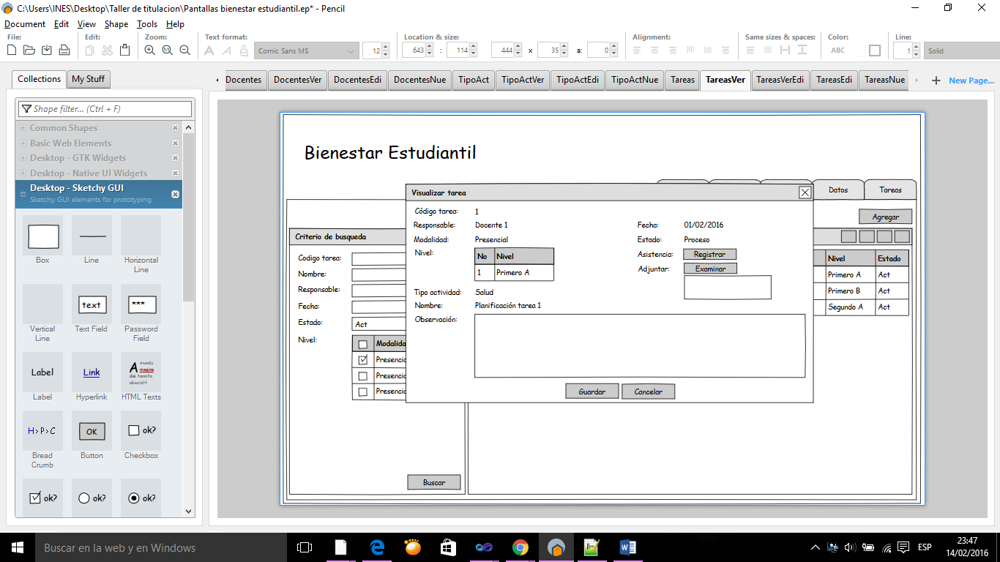 C:\Users\INES\Desktop\Taller de titulacion\Pantallas bienestar estudiantil.ep* - Pencil
Document Edit View Shape Tools Help
File: Edit: Zoom: Text format: Location & size: Alignment: Same sizes & spaces: Color: Line:
Comic Sans MS 12 643 : 114 444 x 35 a: 0 ABC 1 Solid
Collections My Stuff
Docentes DocentesVer DocentesEdi DocentesNue TipoAct TipoActVer TipoActEdi TipoActNue Tareas TareasVer TareasVerEdi TareasEdi TareasNue New Page...
Shape filter... (Ctrl + F)
Common Shapes
Basic Web Elements
Desktop - GTK Widgets
Desktop - Native UI Widgets
Desktop - Sketchy GUI
Sketchy GUI elements for prototyping
Box Line Horizontal Line
text ***
Vertical Line Text Field Password Field
Label Link A mundu magine dei tantito abacidit
Label Hyperlink HTML Texts
H>P>C OK ok?
Bread Crumb Button Checkbox
ok? ok? ok?
Bienestar Estudiantil
Datos Tareas
Agregar
Criterio de busqueda
Codigo tarea:
Nombre:
Responsable:
Fecha:
Estado: Act
Nivel: Modalida
Presencia
Presencia
Presencia
Buscar
Visualizar tarea
Código tarea: 1
Responsable: Docente 1 Fecha: 01/02/2016
Modalidad: Presencial Estado: Proceso
Nivel: No Nivel Asistencia: Registrar
1 Primero A Adjuntar: Examinar
Tipo actividad: Salud
Nombre: Planificación tarea 1
Observación:
Guardar Cancelar
Nivel Estado
Primero A Act
Primero B Act
Segundo A Act
Buscar en la web y en Windows
ESP
23:47
14/02/2016